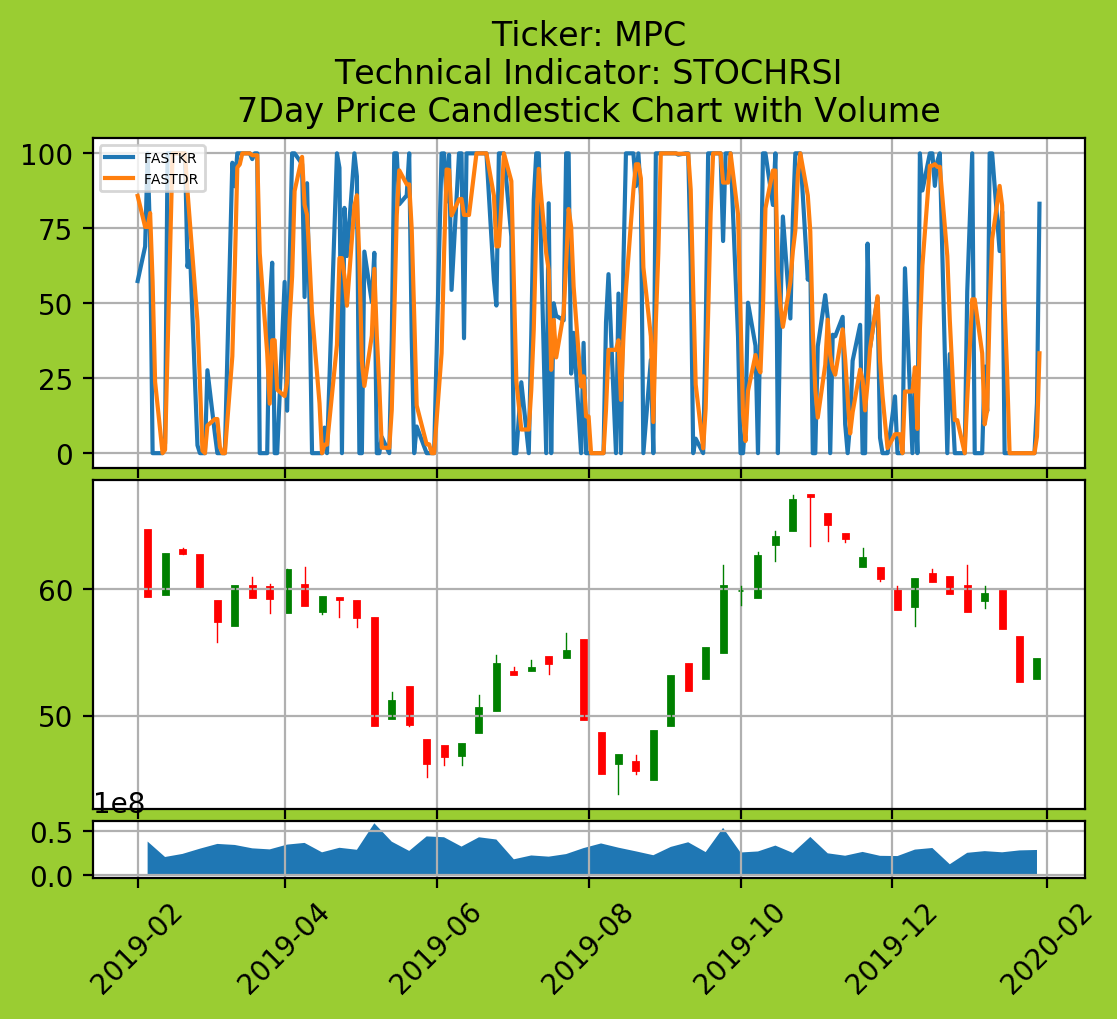 Ticker: MPC
Technical Indicator: STOCHRSI
7Day Price Candlestick Chart with Volume
100
75
50
25
0
FASTKR
FASTDR
60
50
1e8
0.5
0.0
2019-02
2019-04
2019-06
2019-08
2019-10
2019-12
2020-02